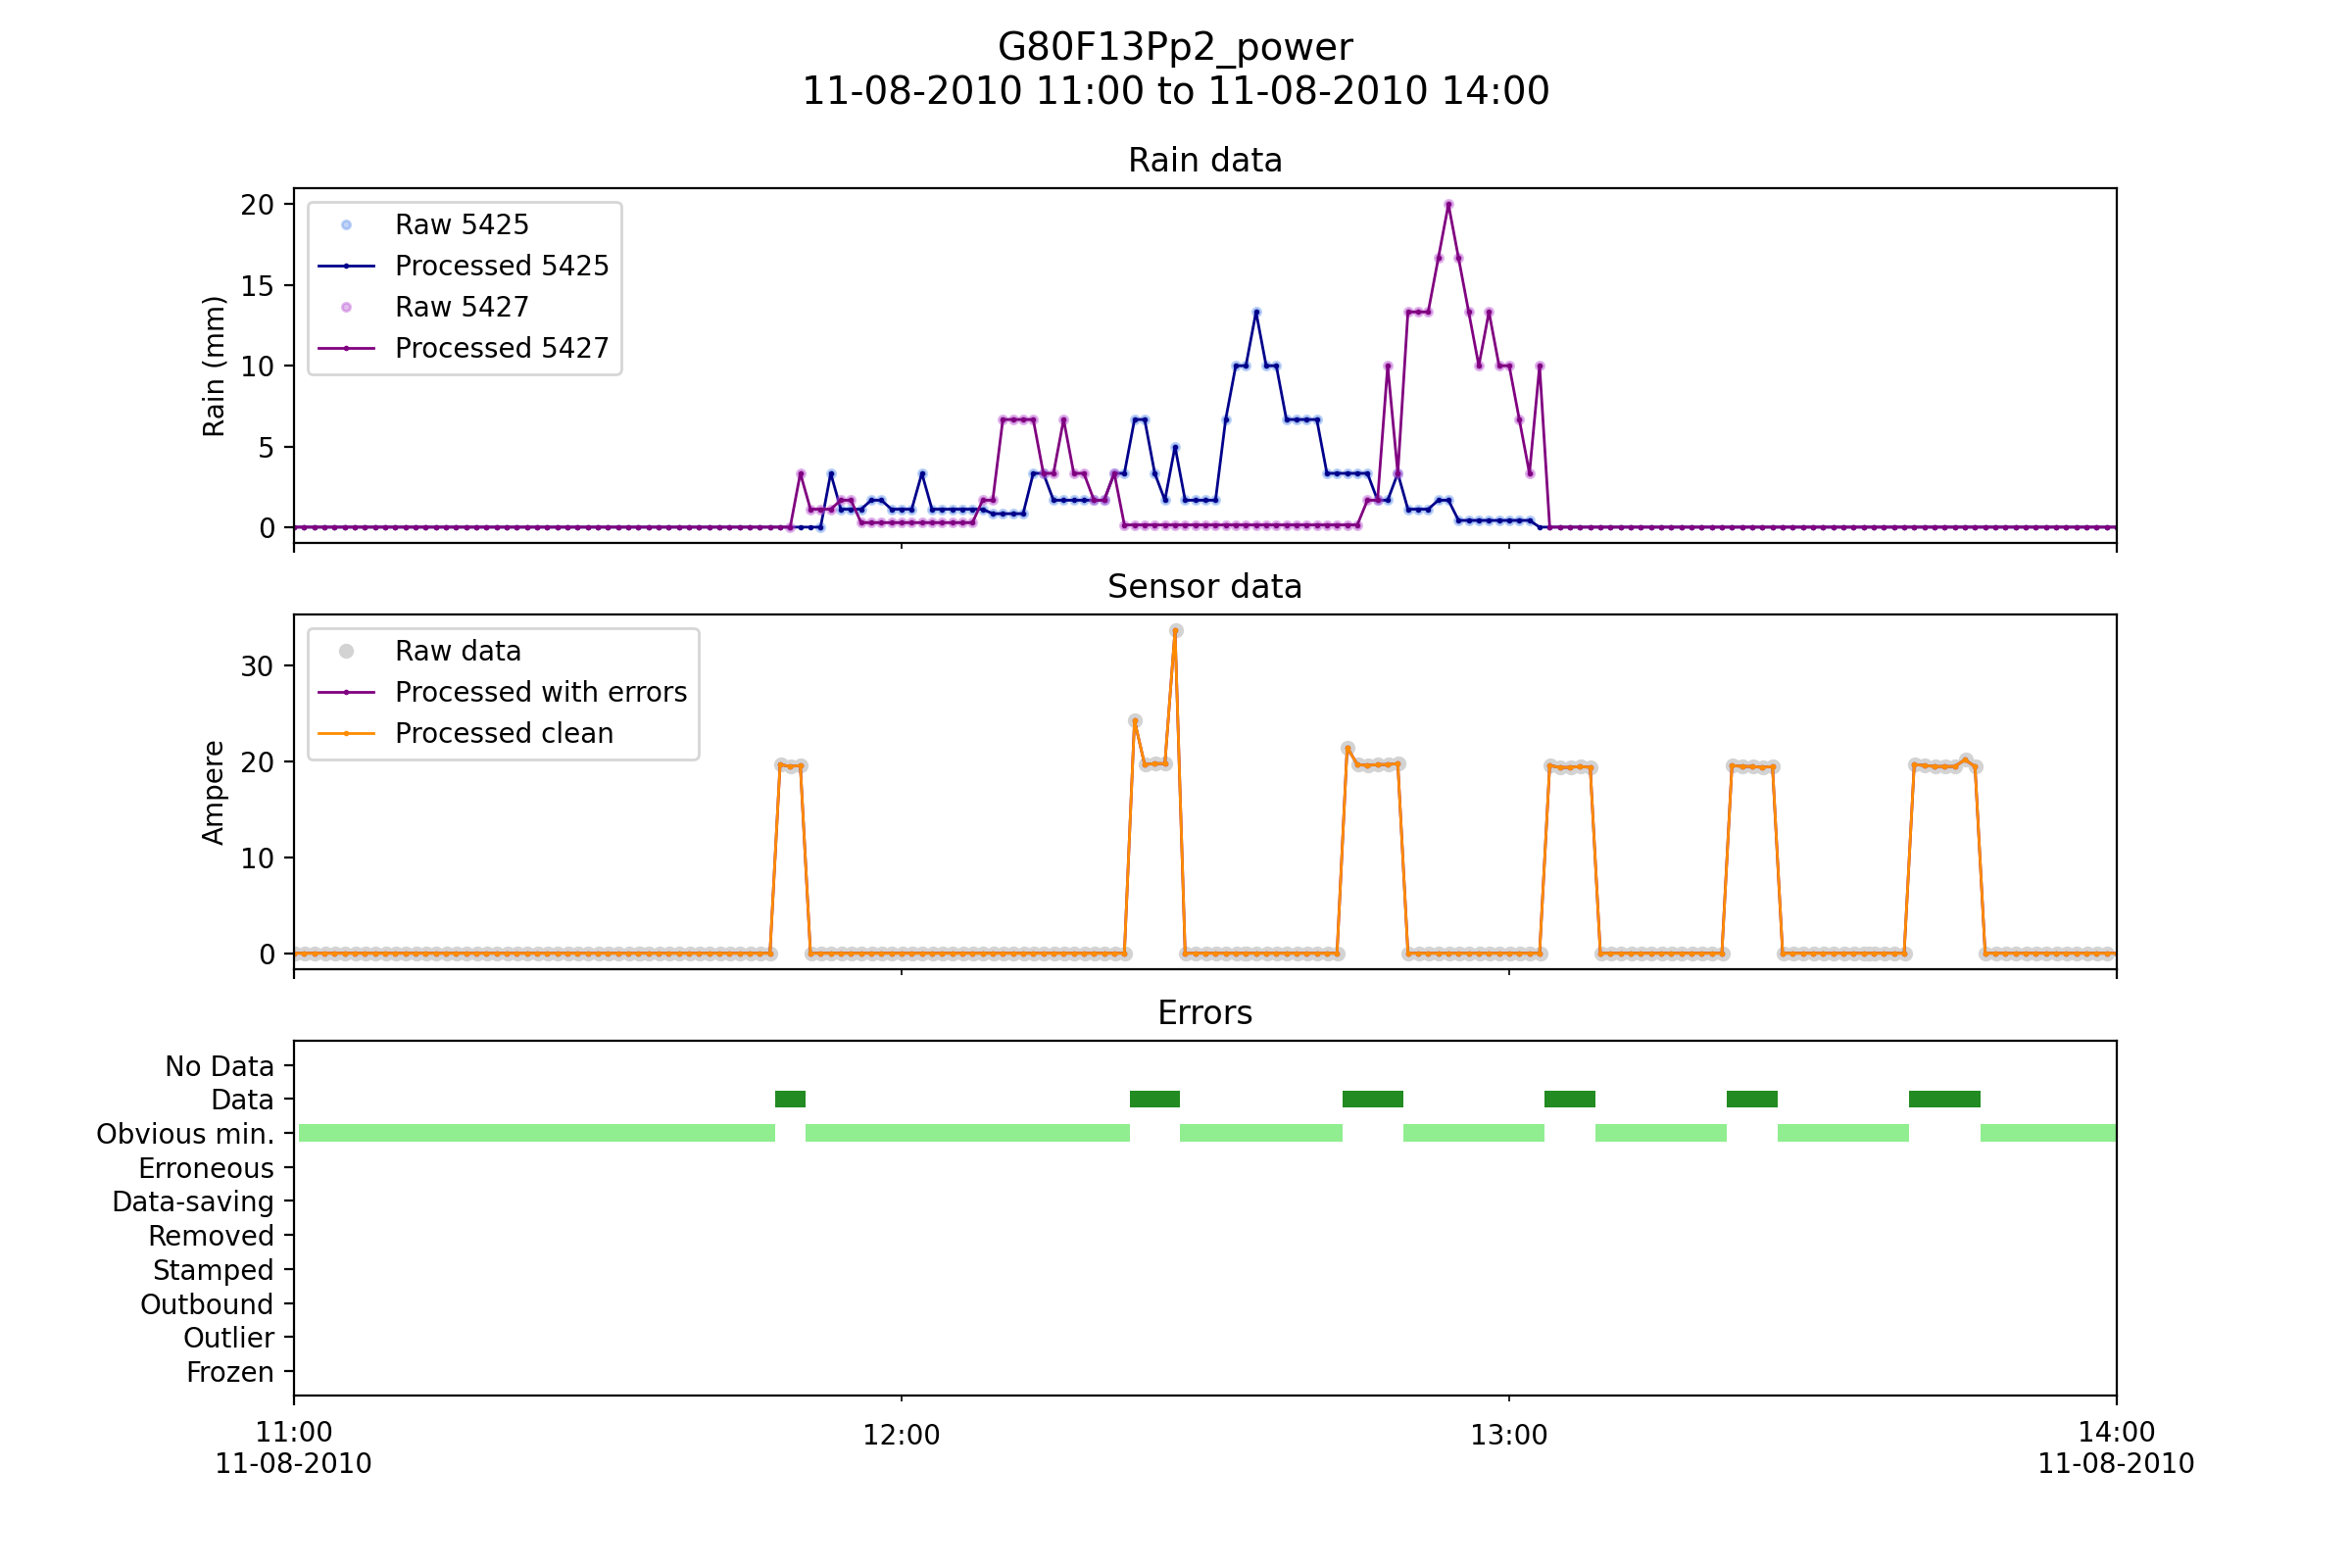 G80F13Pp2_power
11-08-2010 11:00 to 11-08-2010 14:00
Rain data
Rain (mm)
20
15
10
5
0
Raw 5425
Processed 5425
Raw 5427
Processed 5427
Sensor data
Ampere
30
20
10
0
Raw data
Processed with errors
Processed clean
Errors
No Data
Data
Obvious min.
Erroneous
Data-saving
Removed
Stamped
Outbound
Outlier
Frozen
11:00
11-08-2010
12:00
13:00
14:00
11-08-2010